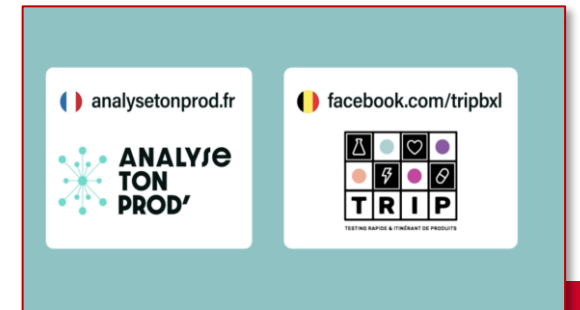 analysetonprod.fr
ANALYSE
TON
PROD'
facebook.com/tripbxl
TRIP
TESTING RAPIDE & ITINÉRANT DE PRODUITS